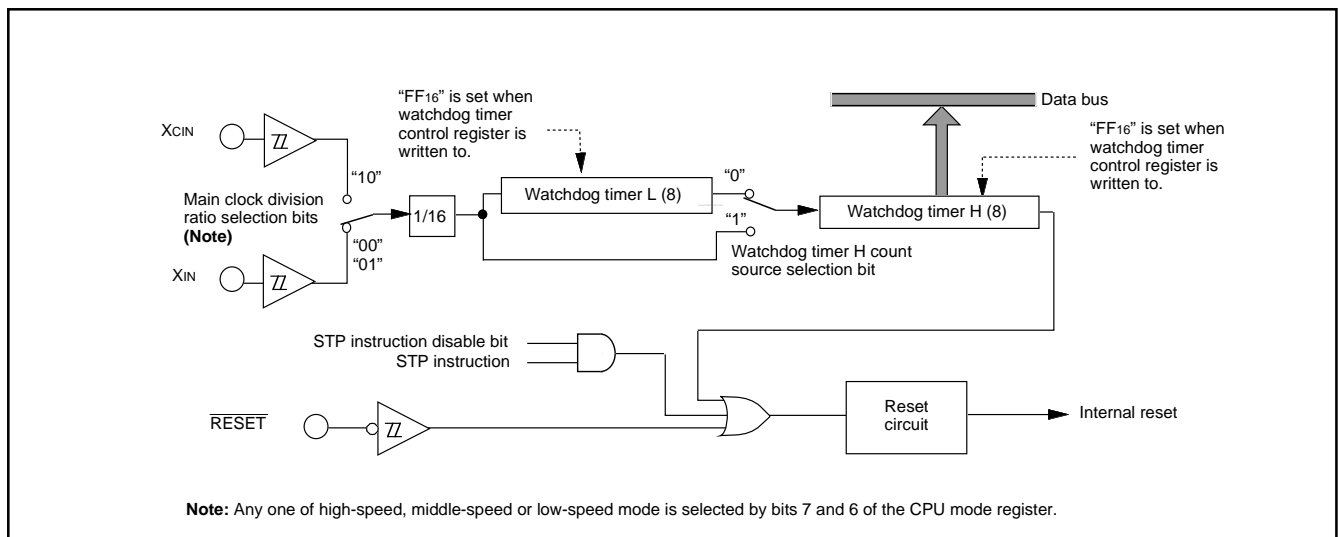 “FF16” is set when
watchdog timer
control register is
written to.
Data bus
“FF16” is set when
watchdog timer
control register is
written to.
XCIN
“10”
Main clock division
ratio selection bits
(Note)
“00”
“01”
XIN
1/16
Watchdog timer L (8)
“0”
“1”
Watchdog timer H count
source selection bit
Watchdog timer H (8)
STP instruction disable bit
STP instruction
RESET
Reset
circuit
Internal reset
Note: Any one of high-speed, middle-speed or low-speed mode is selected by bits 7 and 6 of the CPU mode register.